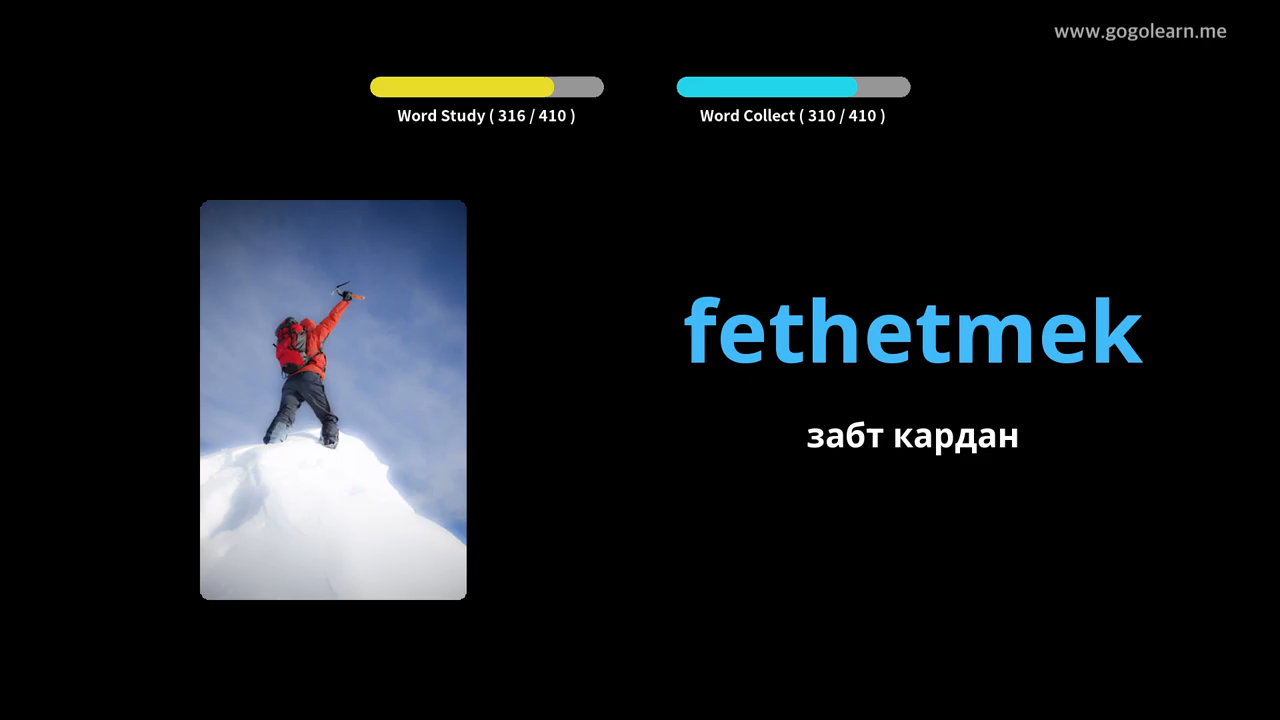 www.gogolearn.me
Word Study ( 316 / 410 )
Word Collect ( 310 / 410 )
fethetmek
забт кардан